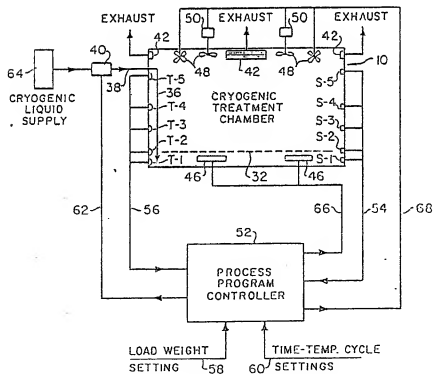 EXHAUST EXHAUST EXHAUST
50 50
42 42
40 10
48 42 48
64 38 T-5 S-5
36
CRYOGENIC
LIQUID
SUPPLY
CRYOGENIC
TREATMENT
CHAMBER
T-4 S-4
T-3 S-3
T-2 S-2
T-1 S-1
46 32 46
62 56 66 54 68
52
PROCESS
PROGRAM
CONTROLLER
LOAD WEIGHT
SETTING 58
TIME-TEMP. CYCLE
60 SETTINGS